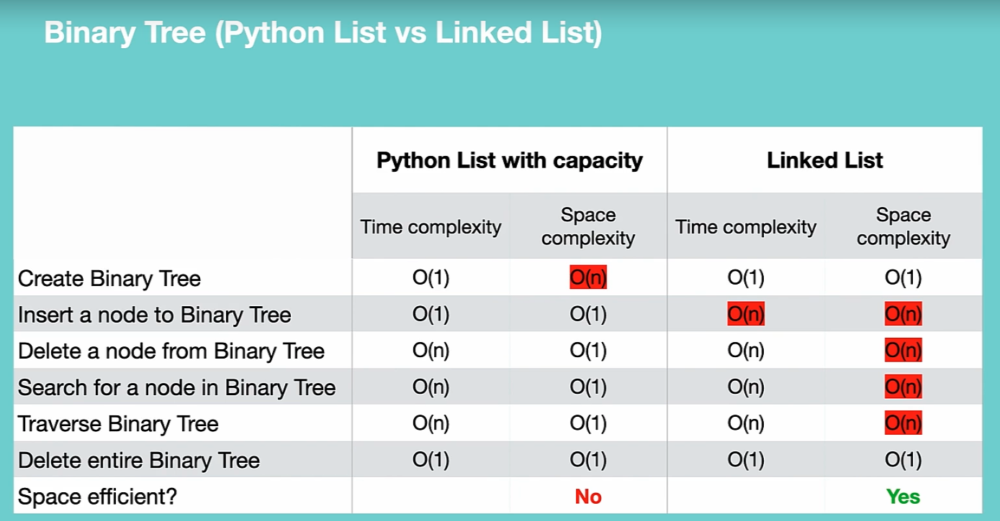 Binary Tree (Python List vs Linked List)
Python List with capacity Linked List
Time complexity Space complexity Time complexity Space complexity
Create Binary Tree O(1) O(n) O(1) O(1)
Insert a node to Binary Tree O(1) O(1) O(n) O(n)
Delete a node from Binary Tree O(n) O(1) O(n) O(n)
Search for a node in Binary Tree O(n) O(1) O(n) O(n)
Traverse Binary Tree O(n) O(1) O(n) O(n)
Delete entire Binary Tree O(1) O(1) O(1) O(1)
Space efficient? No Yes